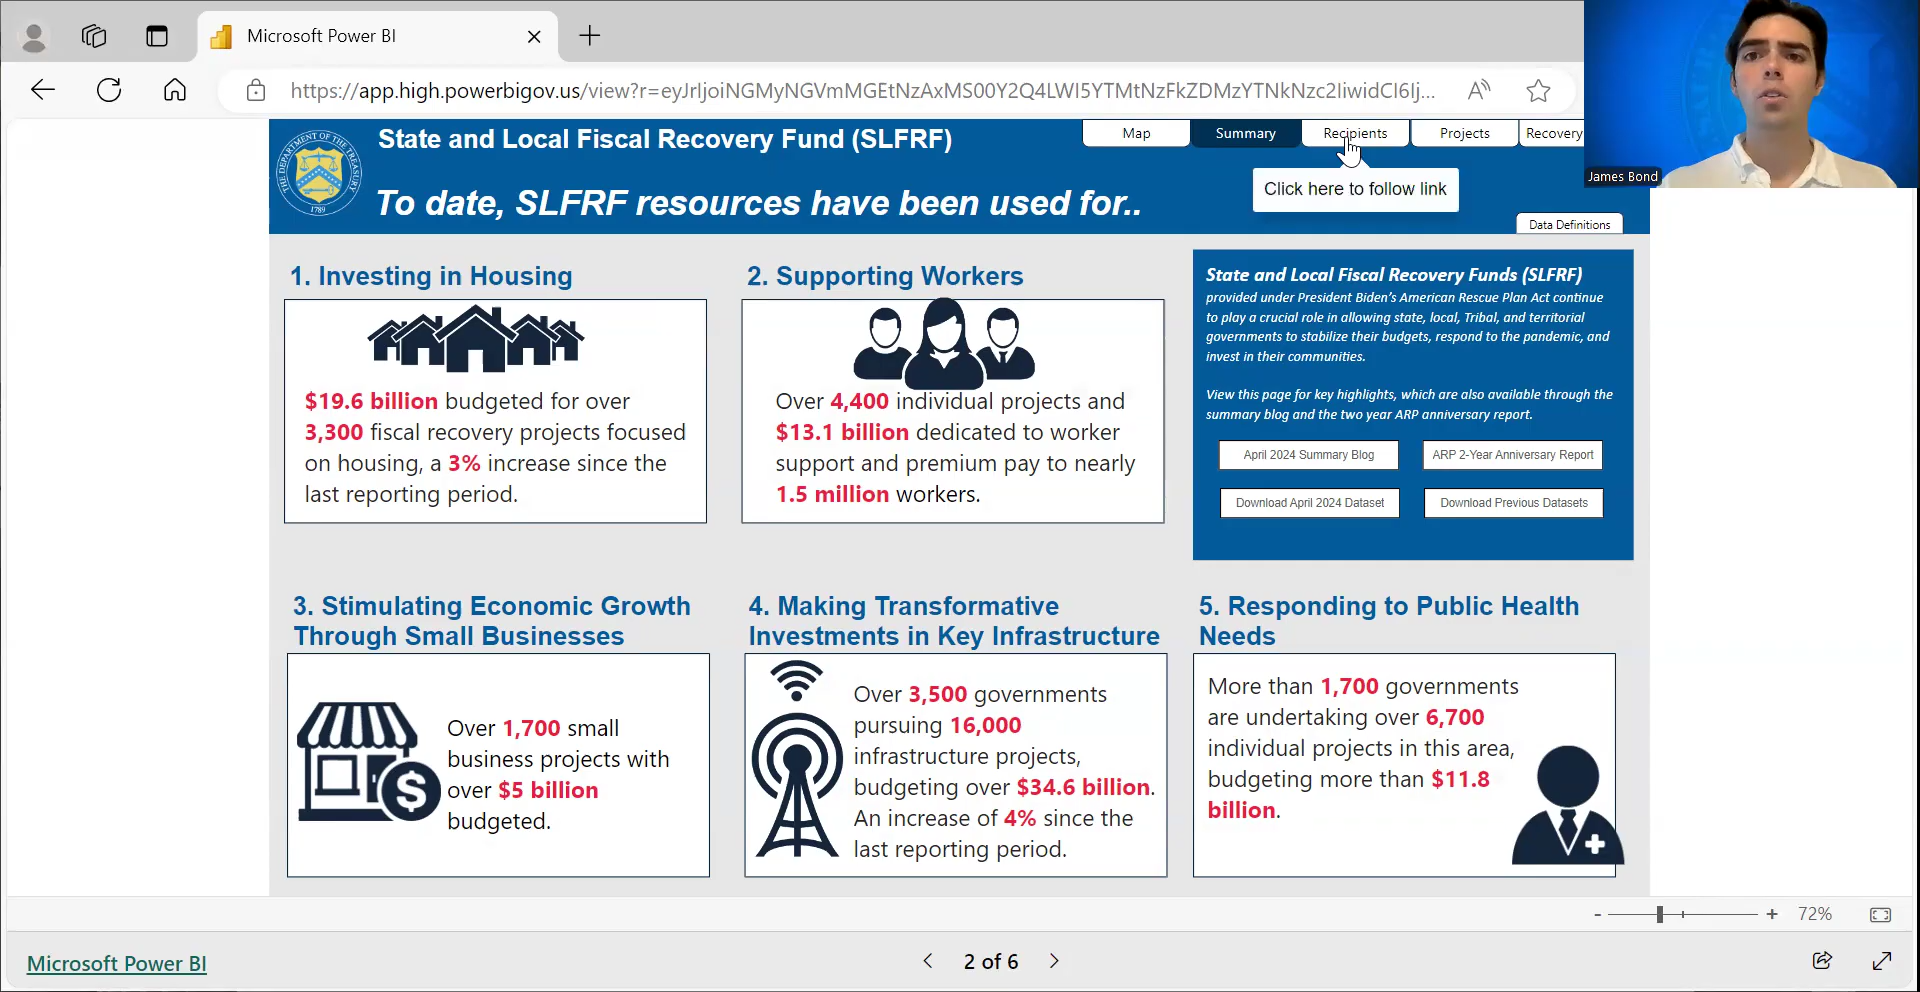 Microsoft Power BI
https://app.high.powerbigov.us/view?r=eyJrIjoiNGMyNGVmMGEtNzAxMS00Y2Q4LWI5YTMtNzFkZDMzYTNkNzc2IiwidCI6Ij...
State and Local Fiscal Recovery Fund (SLFRF)
Map
Summary
Recipients
Projects
Recovery
Click here to follow link
James Bond
THE DEPARTMENT OF THE TREASURY
1789
To date, SLFRF resources have been used for..
Data Definitions
1. Investing in Housing
$19.6 billion budgeted for over
3,300 fiscal recovery projects focused
on housing, a 3% increase since the
last reporting period.
2. Supporting Workers
Over 4,400 individual projects and
$13.1 billion dedicated to worker
support and premium pay to nearly
1.5 million workers.
State and Local Fiscal Recovery Funds (SLFRF)
provided under President Biden's American Rescue Plan Act continue
to play a crucial role in allowing state, local, Tribal, and territorial
governments to stabilize their budgets, respond to the pandemic, and
invest in their communities.
View this page for key highlights, which are also available through the
summary blog and the two year ARP anniversary report.
April 2024 Summary Blog
ARP 2-Year Anniversary Report
Download April 2024 Dataset
Download Previous Datasets
3. Stimulating Economic Growth
Through Small Businesses
Over 1,700 small
business projects with
over $5 billion
budgeted.
4. Making Transformative
Investments in Key Infrastructure
Over 3,500 governments
pursuing 16,000
infrastructure projects,
budgeting over $34.6 billion.
An increase of 4% since the
last reporting period.
5. Responding to Public Health
Needs
More than 1,700 governments
are undertaking over 6,700
individual projects in this area,
budgeting more than $11.8
billion.
- + 72%
Microsoft Power BI
2 of 6